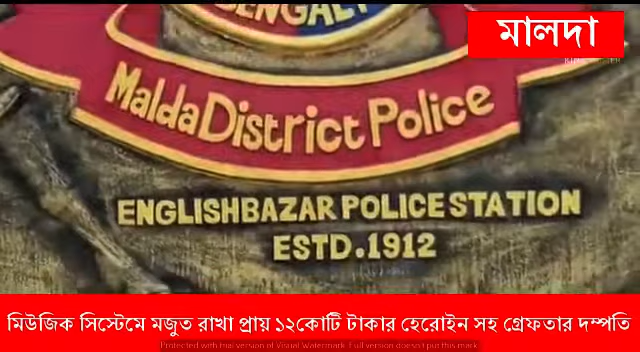 BENGAL
মালদা
Malda District Police
ENGLISHBAZAR POLICE STATION
ESTD.1912
মিউজিক সিস্টেমে মজুত রাখা প্রায় ১২কোটি টাকার হেরোইন সহ গ্রেফতার দম্পতি
Protected with trial version of Visual Watermark. Full version doesn't put this mark.